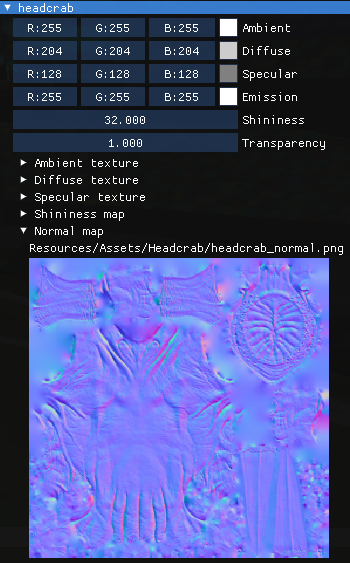 headcrab
R:255 G:255 B:255 Ambient
R:204 G:204 B:204 Diffuse
R:128 G:128 B:128 Specular
R:255 G:255 B:255 Emission
32.000 Shininess
1.000 Transparency
Ambient texture
Diffuse texture
Specular texture
Shininess map
Normal map
Resources/Assets/Headcrab/headcrab_normal.png